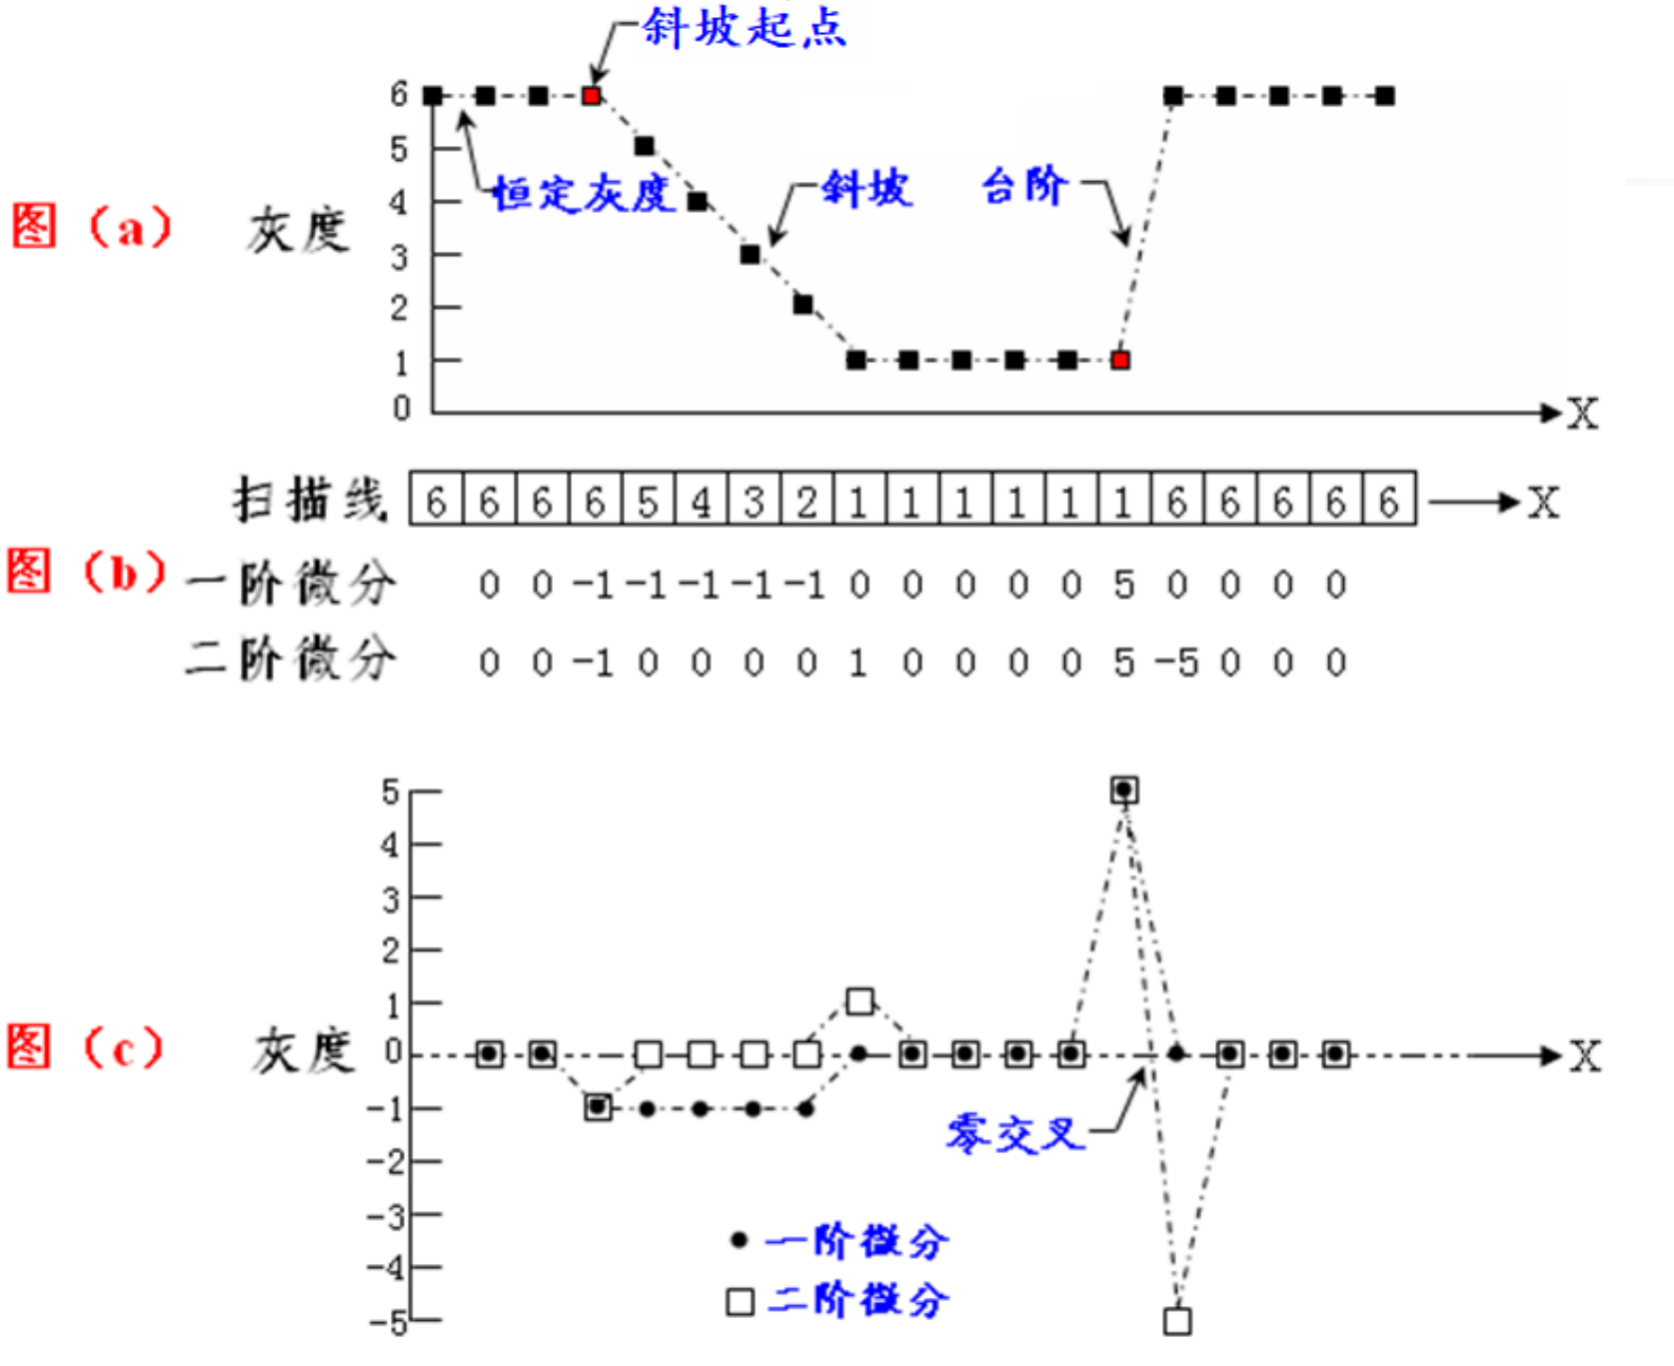 斜坡起点
6
5
恒定灰度
斜坡
台阶
4
图（a） 灰度
3
2
1
0
X
扫描线 6 6 6 6 5 4 3 2 1 1 1 1 1 1 6 6 6 6 6 X
图（b） 一阶微分 0 0 -1 -1 -1 -1 -1 0 0 0 0 0 5 0 0 0 0
二阶微分 0 0 -1 0 0 0 0 1 0 0 0 0 5 -5 0 0 0
5
4
3
2
1
图（c） 灰度 0 X
-1
零交叉
-2
-3
一阶微分
-4
二阶微分
-5